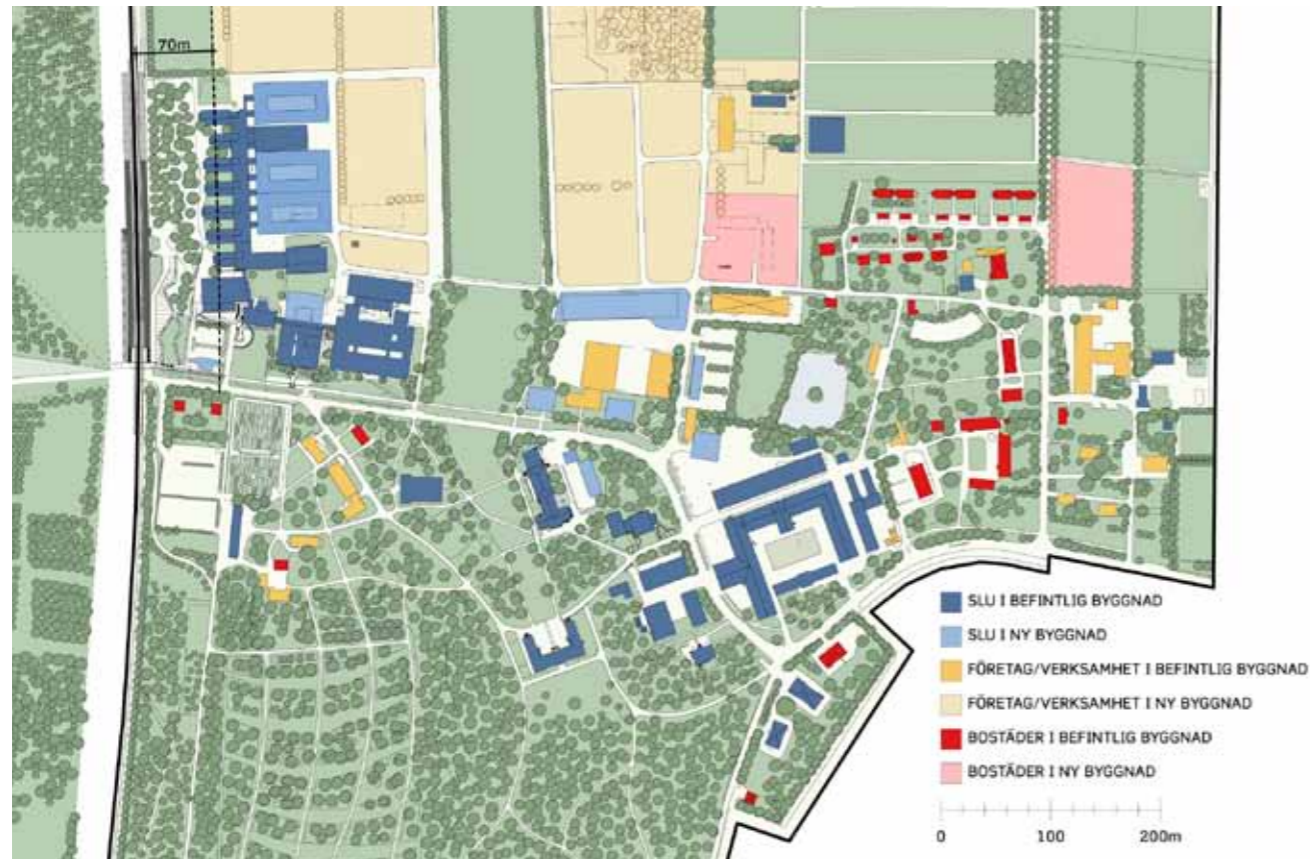 70m
SLU I BEFINTLIG BYGGNAD
SLU I NY BYGGNAD
FÖRETAG/VERKSAMHET I BEFINTLIG BYGGNAD
FÖRETAG/VERKSAMHET I NY BYGGNAD
BOSTÄDER I BEFINTLIG BYGGNAD
BOSTÄDER I NY BYGGNAD
0 100 200m